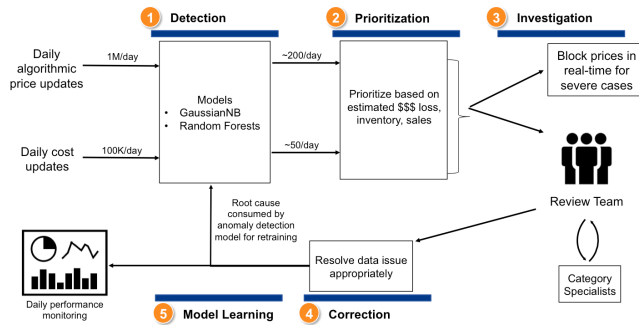 1 Detection
2 Prioritization
3 Investigation
Daily
algorithmic
price updates
1M/day
Models
• GaussianNB
• Random Forests
~200/day
Prioritize based on
estimated $$$ loss,
inventory, sales
Block prices in
real-time for
severe cases
Daily cost
updates
100K/day
~50/day
Review Team
Root cause
consumed by
anomaly detection
model for retraining
Resolve data issue
appropriately
Category
Specialists
Daily performance
monitoring
5 Model Learning
4 Correction